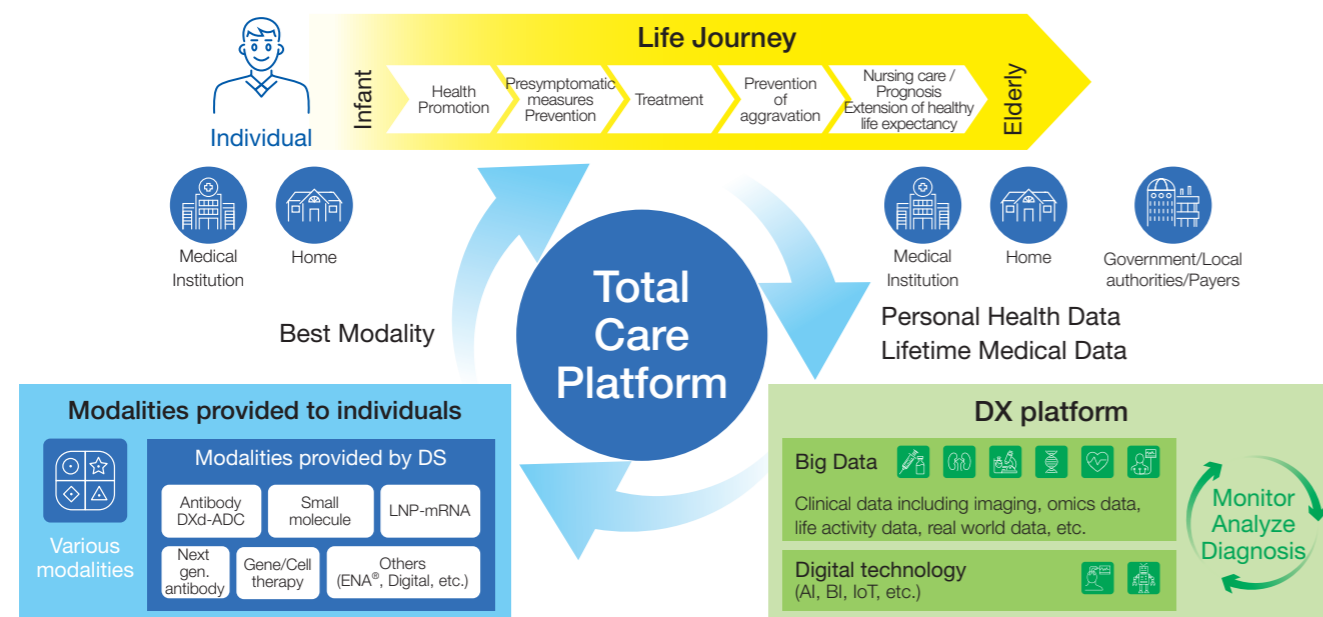 Life Journey
Individual
Infant
Health
Promotion
Presymptomatic
measures
Prevention
Treatment
Prevention
of
aggravation
Nursing care /
Prognosis
Extension of healthy
life expectancy
Elderly
Medical
Institution
Home
Medical
Institution
Home
Government/Local
authorities/Payers
Total
Care
Platform
Best Modality
Personal Health Data
Lifetime Medical Data
Modalities provided to individuals
Various
modalities
Modalities provided by DS
Antibody
DXd-ADC
Small
molecule
LNP-mRNA
Next
gen.
antibody
Gene/Cell
therapy
Others
(ENA®, Digital, etc.)
DX platform
Big Data
Clinical data including imaging, omics data,
life activity data, real world data, etc.
Digital technology
(AI, BI, IoT, etc.)
Monitor
Analyze
Diagnosis